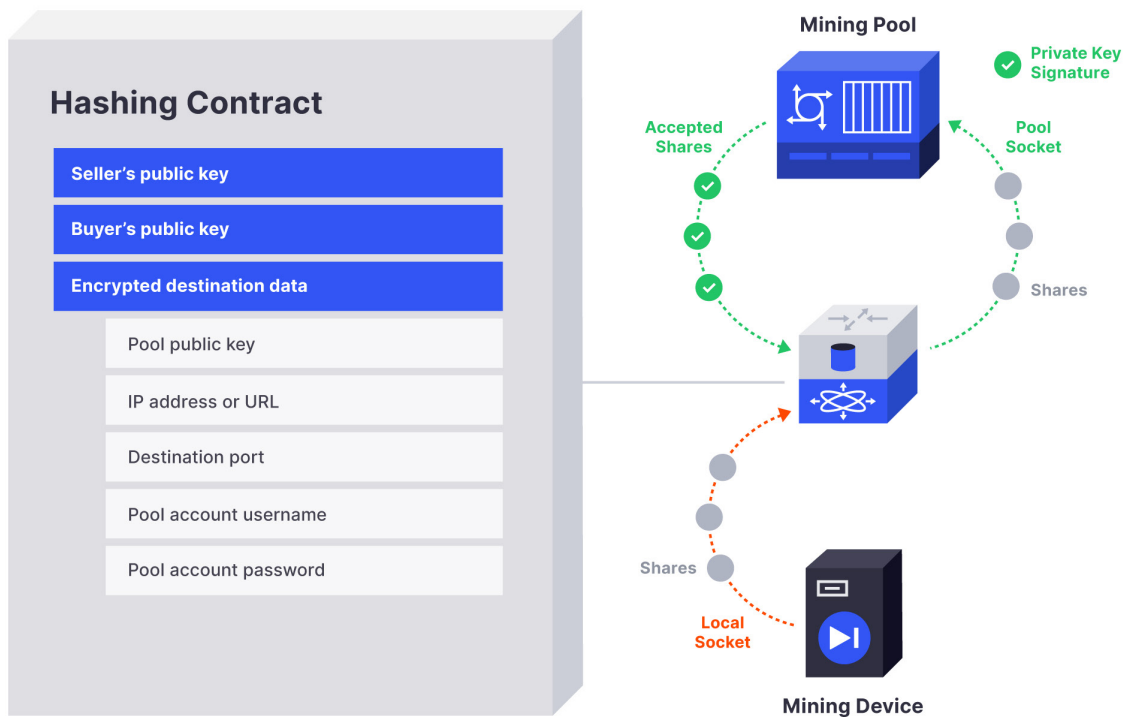 Hashing Contract
Seller’s public key
Buyer’s public key
Encrypted destination data
Pool public key
IP address or URL
Destination port
Pool account username
Pool account password
Mining Pool
Private Key
Signature
Accepted
Shares
Pool
Socket
Shares
Shares
Local
Socket
Mining Device